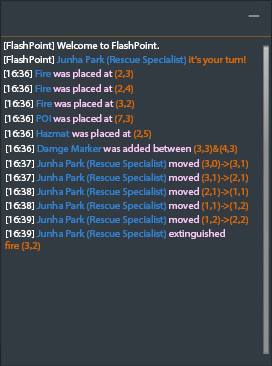 [FlashPoint] Welcome to FlashPoint.
[FlashPoint] Junha Park (Rescue Specialist) it's your turn!
[16:36] Fire was placed at (2,3)
[16:36] Fire was placed at (2,4)
[16:36] Fire was placed at (3,2)
[16:36] POI was placed at (7,3)
[16:36] Hazmat was placed at (2,5)
[16:36] Damge Marker was added between (3,3)&(4,3)
[16:37] Junha Park (Rescue Specialist) moved (3,0)->(3,1)
[16:37] Junha Park (Rescue Specialist) moved (3,1)->(2,1)
[16:38] Junha Park (Rescue Specialist) moved (2,1)->(1,1)
[16:38] Junha Park (Rescue Specialist) moved (1,1)->(1,2)
[16:39] Junha Park (Rescue Specialist) moved (1,2)->(2,2)
[16:39] Junha Park (Rescue Specialist) extinguished
fire (3,2)